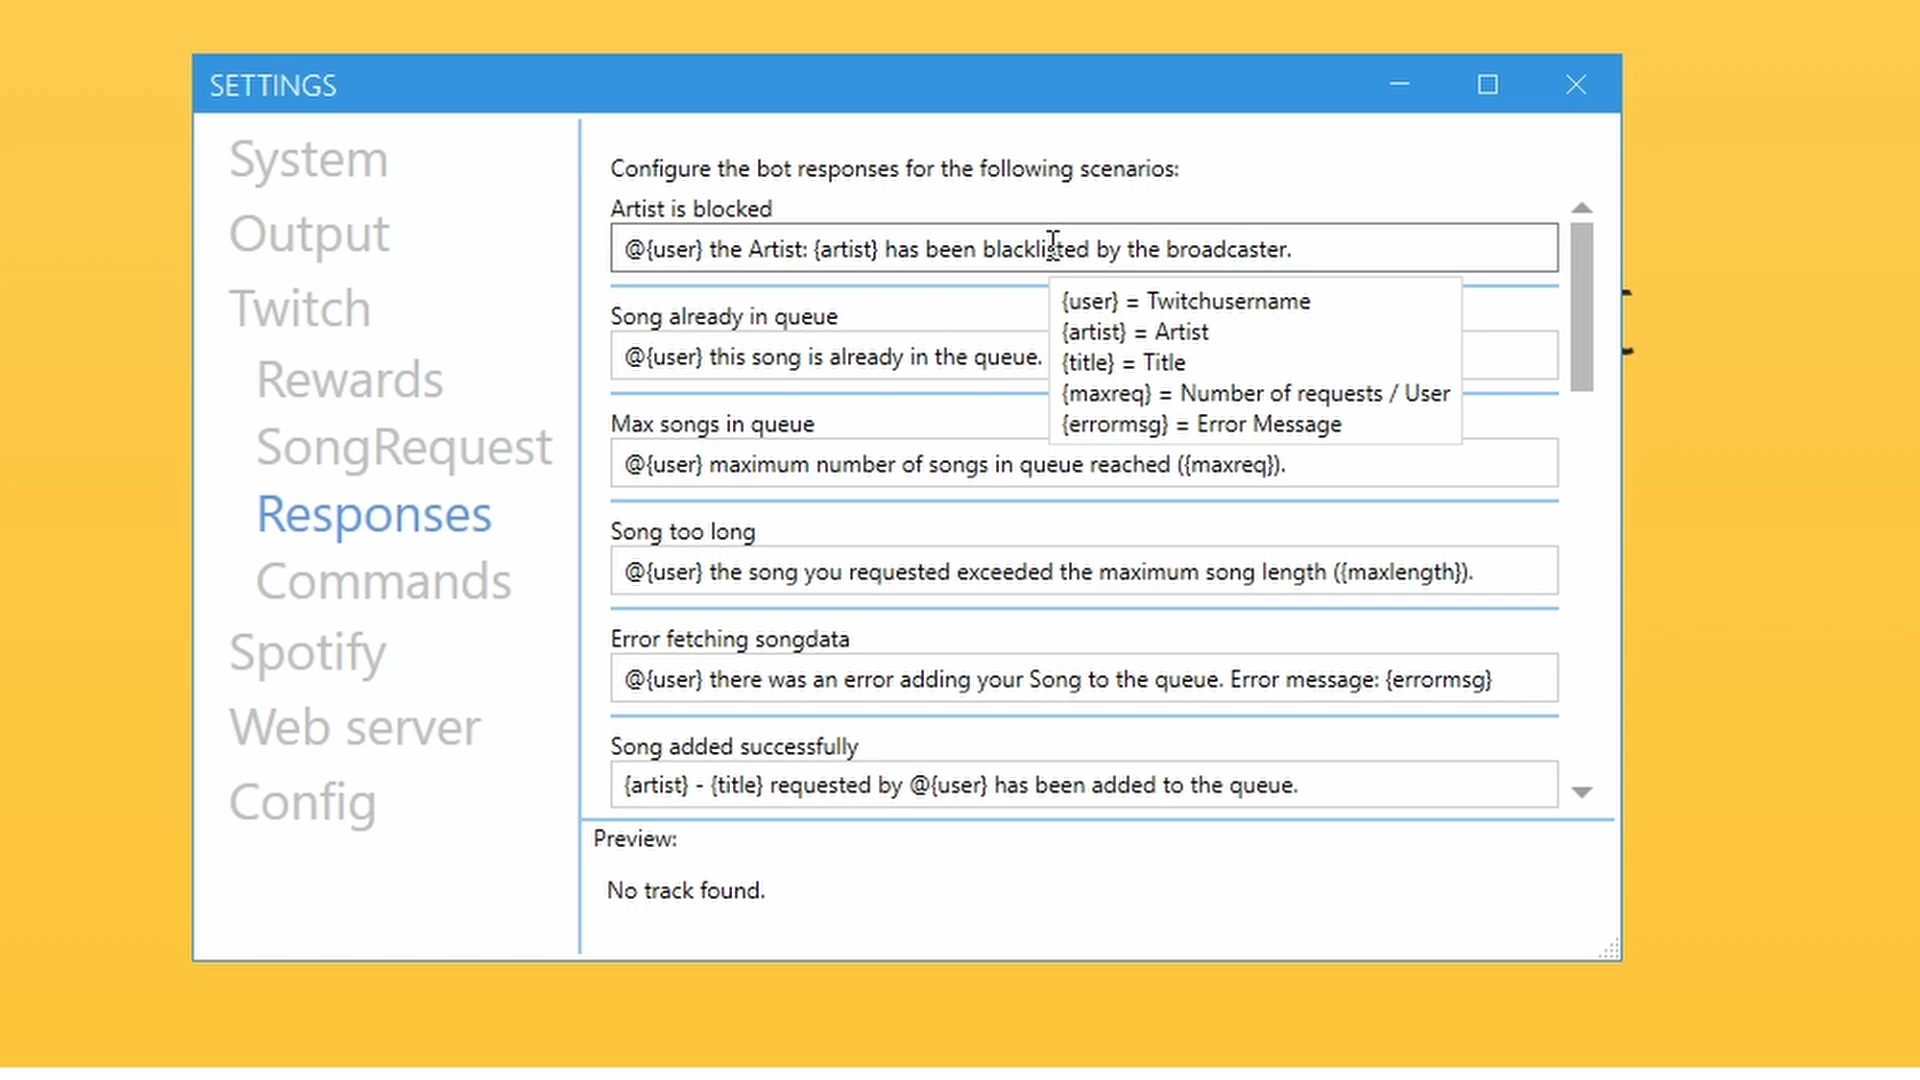 SETTINGS
System
Output
Twitch
Rewards
SongRequest
Responses
Commands
Spotify
Web server
Config
Configure the bot responses for the following scenarios:
Artist is blocked
@{user} the Artist: {artist} has been blacklisted by the broadcaster.
{user} = Twitchusername
{artist} = Artist
{title} = Title
{maxreq} = Number of requests / User
{errormsg} = Error Message
Song already in queue
@{user} this song is already in the queue.
Max songs in queue
@{user} maximum number of songs in queue reached ({maxreq}).
Song too long
@{user} the song you requested exceeded the maximum song length ({maxlength}).
Error fetching songdata
@{user} there was an error adding your Song to the queue. Error message: {errormsg}
Song added successfully
{artist} - {title} requested by @{user} has been added to the queue.
Preview:
No track found.